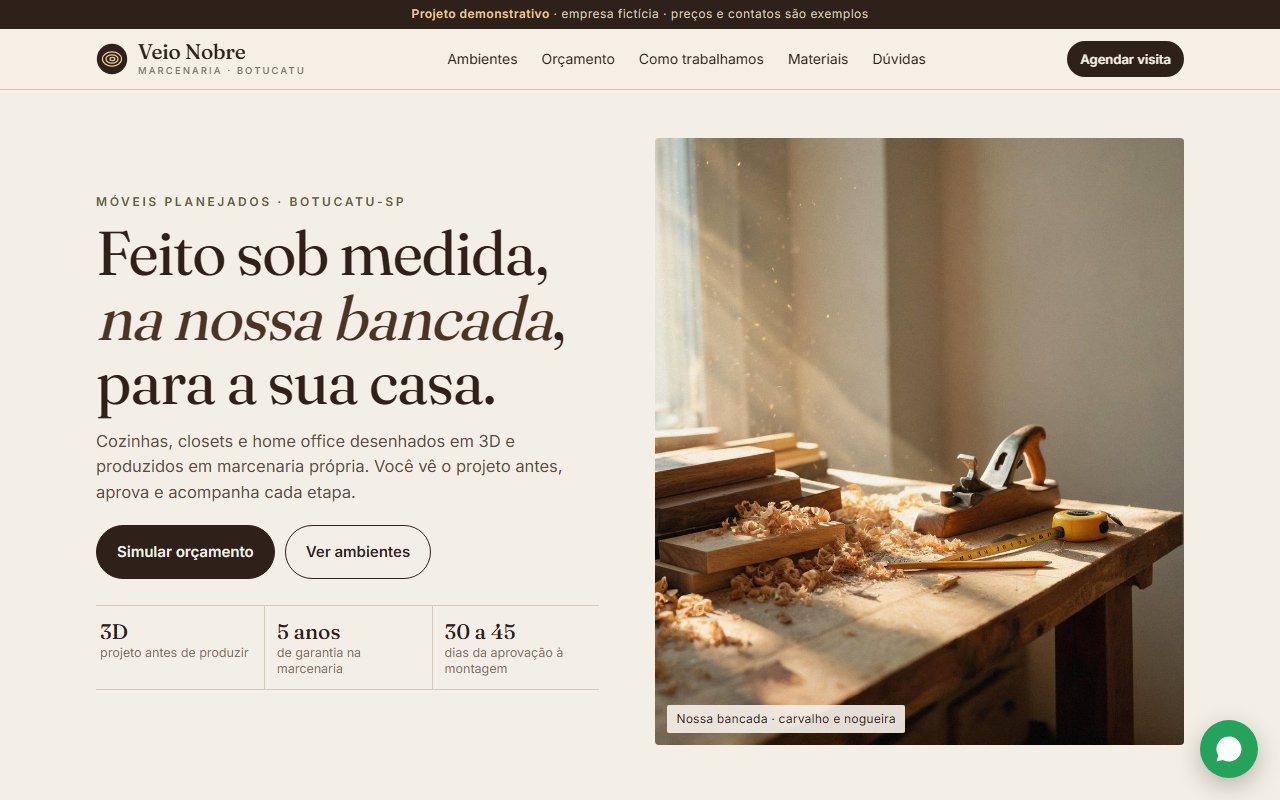 Projeto demonstrativo · empresa fictícia · preços e contatos são exemplos
Veio Nobre
MARCENARIA · BOTUCATU
Ambientes
Orçamento
Como trabalhamos
Materiais
Dúvidas
Agendar visita
MÓVEIS PLANEJADOS · BOTUCATU-SP
Feito sob medida,
na nossa bancada,
para a sua casa.
Cozinhas, closets e home office desenhados em 3D e
produzidos em marcenaria própria. Você vê o projeto antes,
aprova e acompanha cada etapa.
Simular orçamento
Ver ambientes
3D
projeto antes de produzir
5 anos
de garantia na
marcenaria
30 a 45
dias da aprovação à
montagem
Nossa bancada · carvalho e nogueira